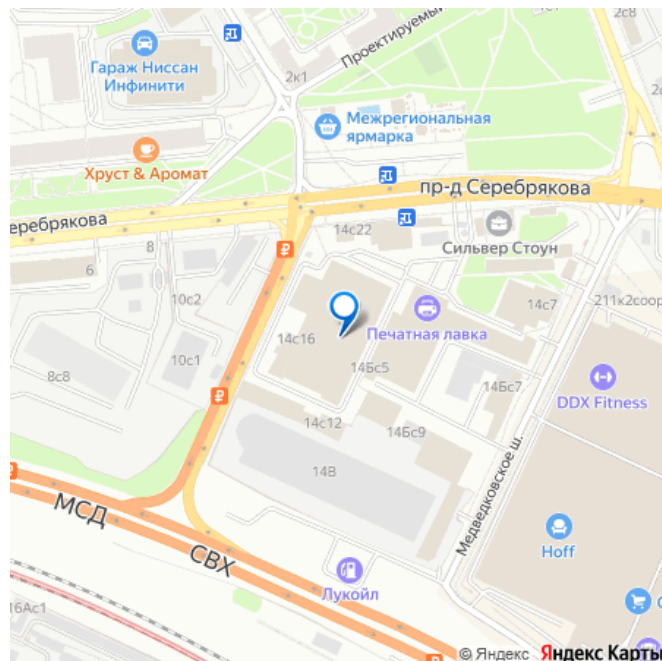 2с8
Гараж Ниссан
Инфинити
2к1
Проектируемый
Межрегиональная
ярмарка
Хруст & Аромат
пр-д Серебрякова
еребрякова
14с22
Сильвер Стоун
8
6
10с2
14с7
211к2соор
14с16
Печатная лавка
10с1
8с8
14Бс5
14Бс7
DDX Fitness
14с12
14Бс9
14В
Медведковское ш.
МСД
СВХ
Hoff
Лукойл
16Ас1
© Яндекс Яндекс Карты